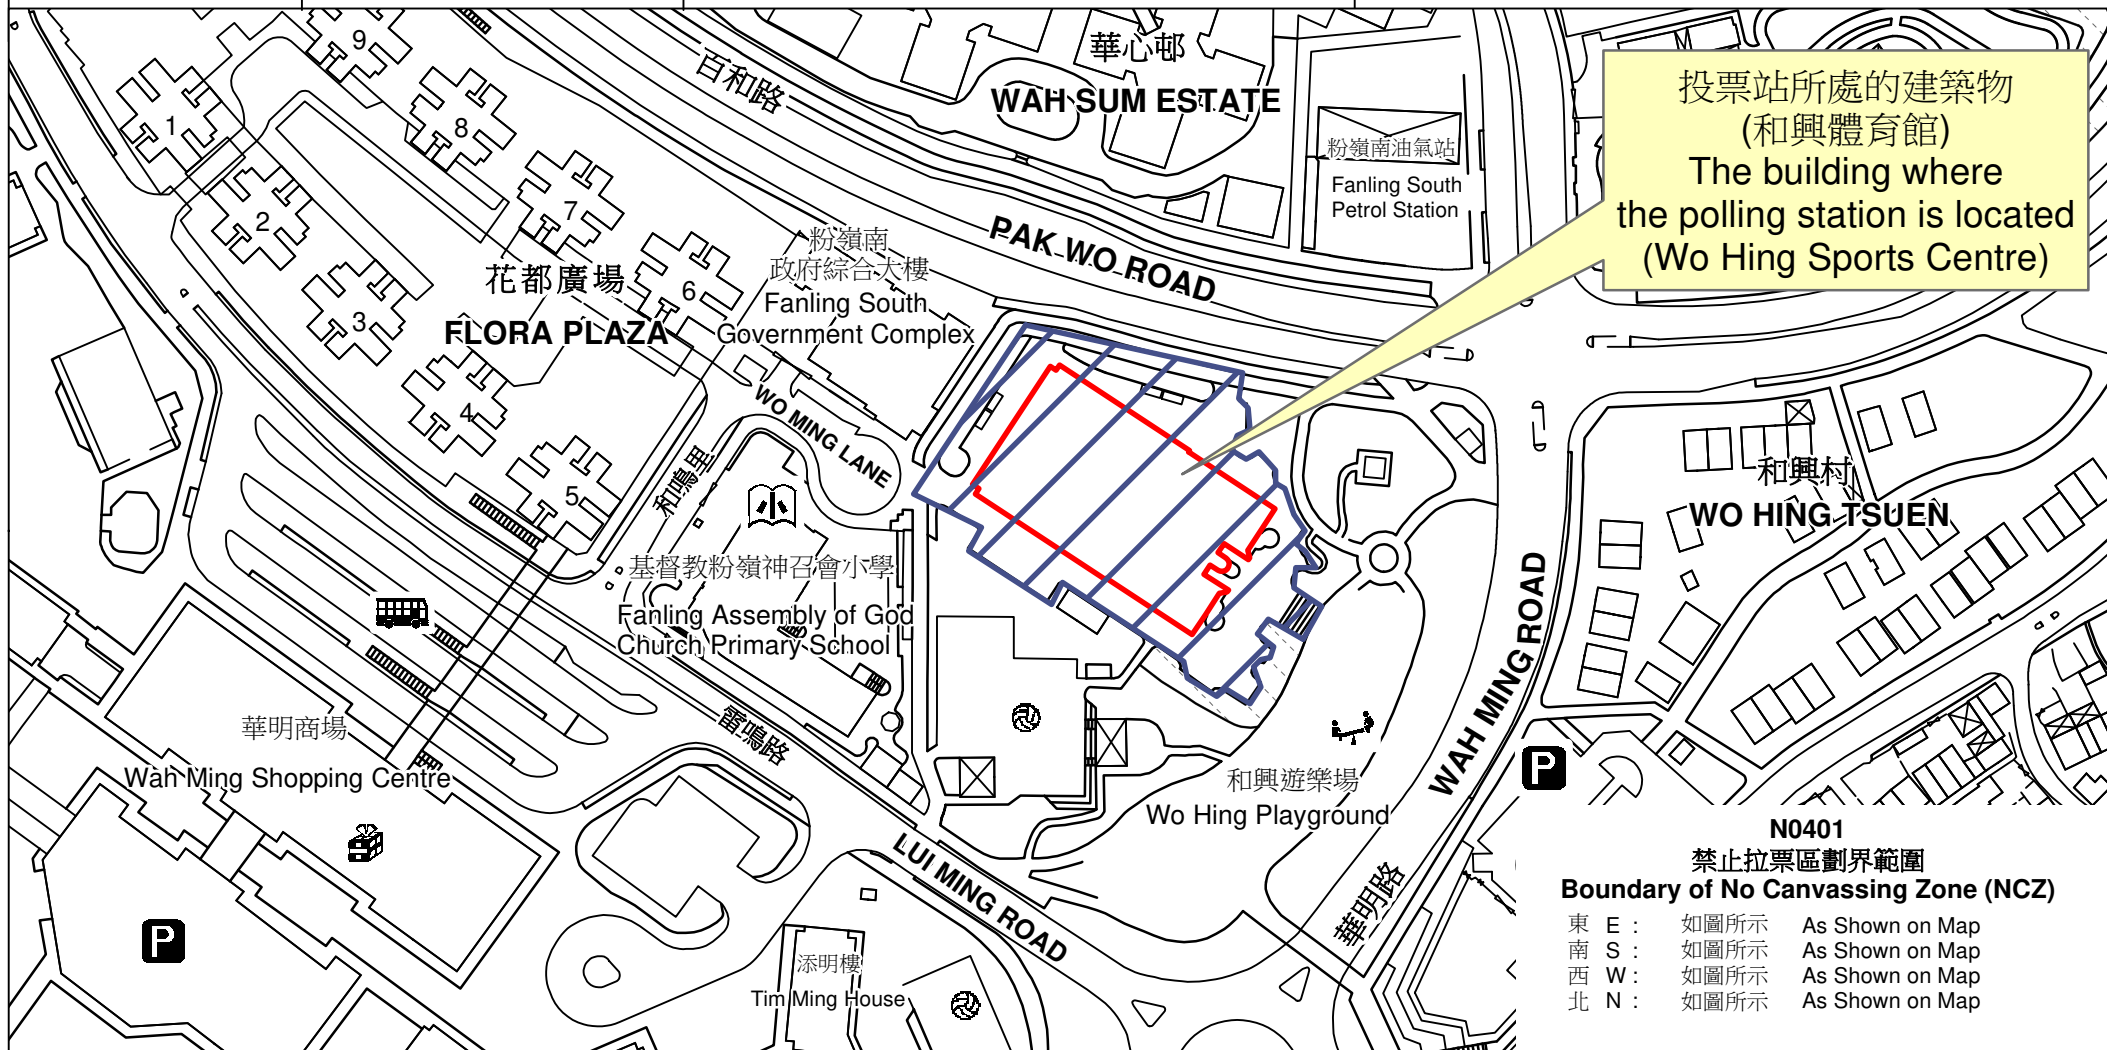 華心邨
WAH SUM ESTATE
百和路
PAK WO ROAD
粉嶺南油氣站
Fanling South
Petrol Station
投票站所處的建築物
(和興體育館)
The building where
the polling station is located
(Wo Hing Sports Centre)
9
1
8
2
7
3
6
4
5
花都廣場
FLORA PLAZA
粉嶺南
政府綜合大樓
Fanling South
Government Complex
WO MING LANE
和鳴里
基督教粉嶺神召會小學
Fanling Assembly of God
Church Primary School
和興村
WO HING TSUEN
WAH MING ROAD
華明路
華明商場
Wah Ming Shopping Centre
雷鳴路
LUI MING ROAD
和興遊樂場
Wo Hing Playground
添明樓
Tim Ming House
P
P
N0401
禁止拉票區劃界範圍
Boundary of No Canvassing Zone (NCZ)
東 E : 如圖所示 As Shown on Map
南 S : 如圖所示 As Shown on Map
西 W : 如圖所示 As Shown on Map
北 N : 如圖所示 As Shown on Map